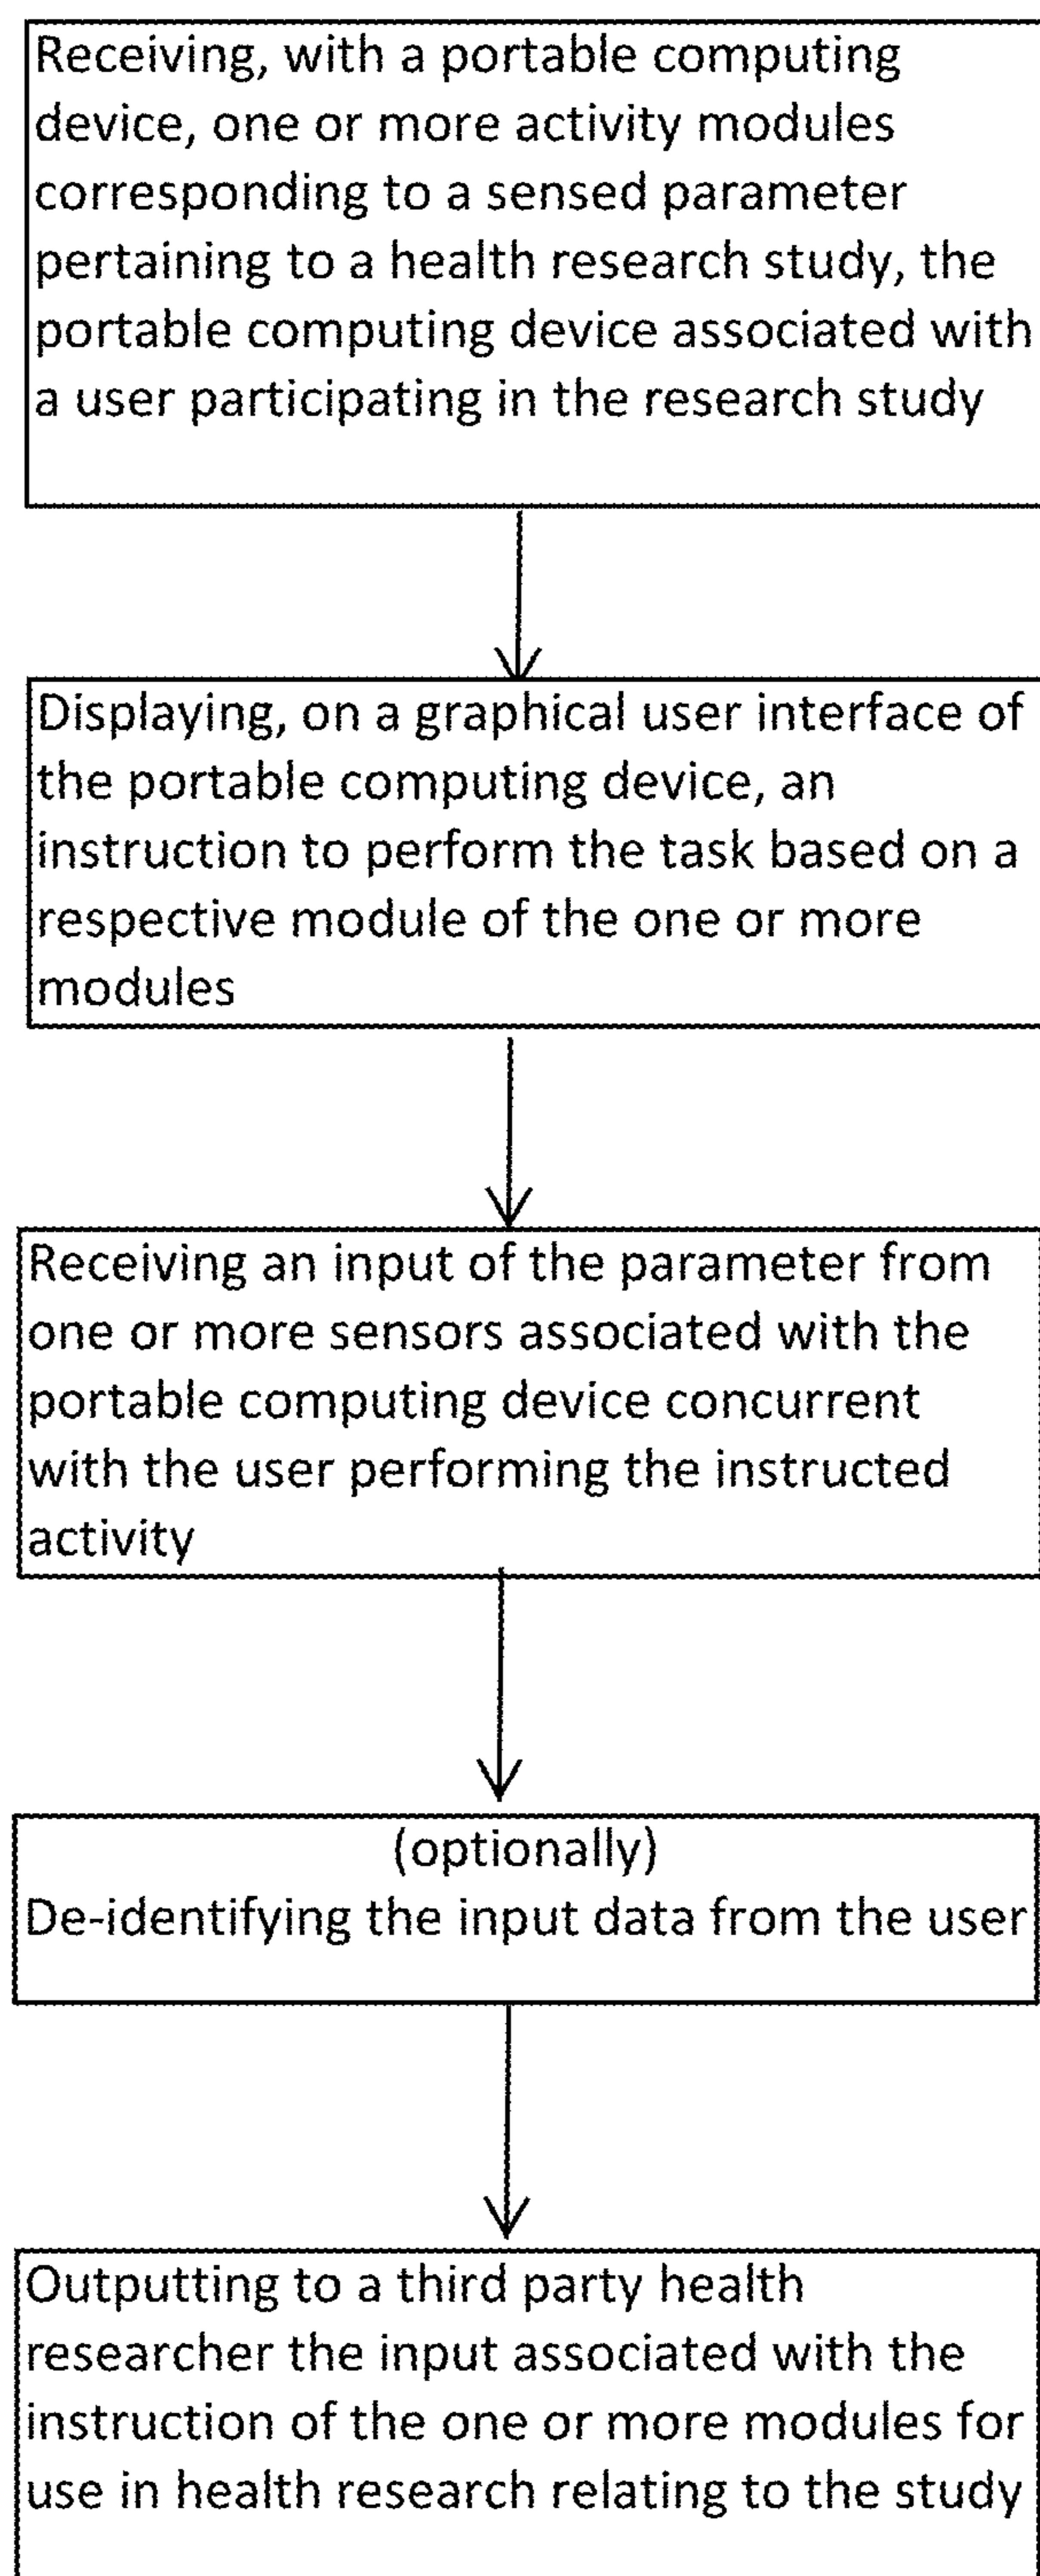 Receiving, with a portable computing
device, one or more activity modules
corresponding to a sensed parameter
pertaining to a health research study, the
portable computing device associated with
a user participating in the research study
Displaying, on a graphical user interface of
the portable computing device, an
instruction to perform the task based on a
respective module of the one or more
modules
Receiving an input of the parameter from
one or more sensors associated with the
portable computing device concurrent
with the user performing the instructed
activity
(optionally)
De-identifying the input data from the user
Outputting to a third party health
researcher the input associated with the
instruction of the one or more modules for
use in health research relating to the study